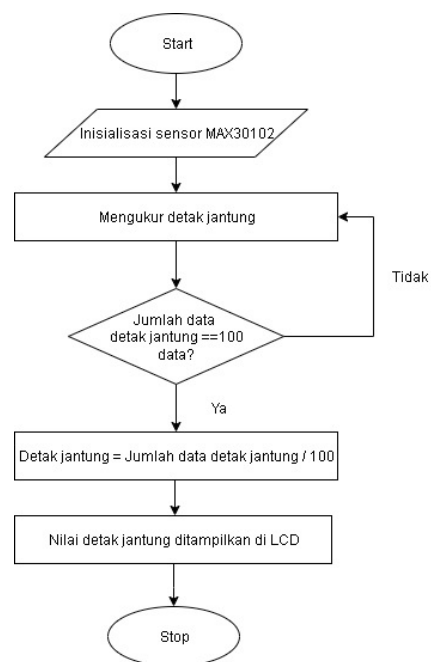 Start
Inisialisasi sensor MAX30102
Mengukur detak jantung
Tidak
Jumlah data
detak jantung ==100
data?
Ya
Detak jantung = Jumlah data detak jantung / 100
Nilai detak jantung ditampilkan di LCD
Stop